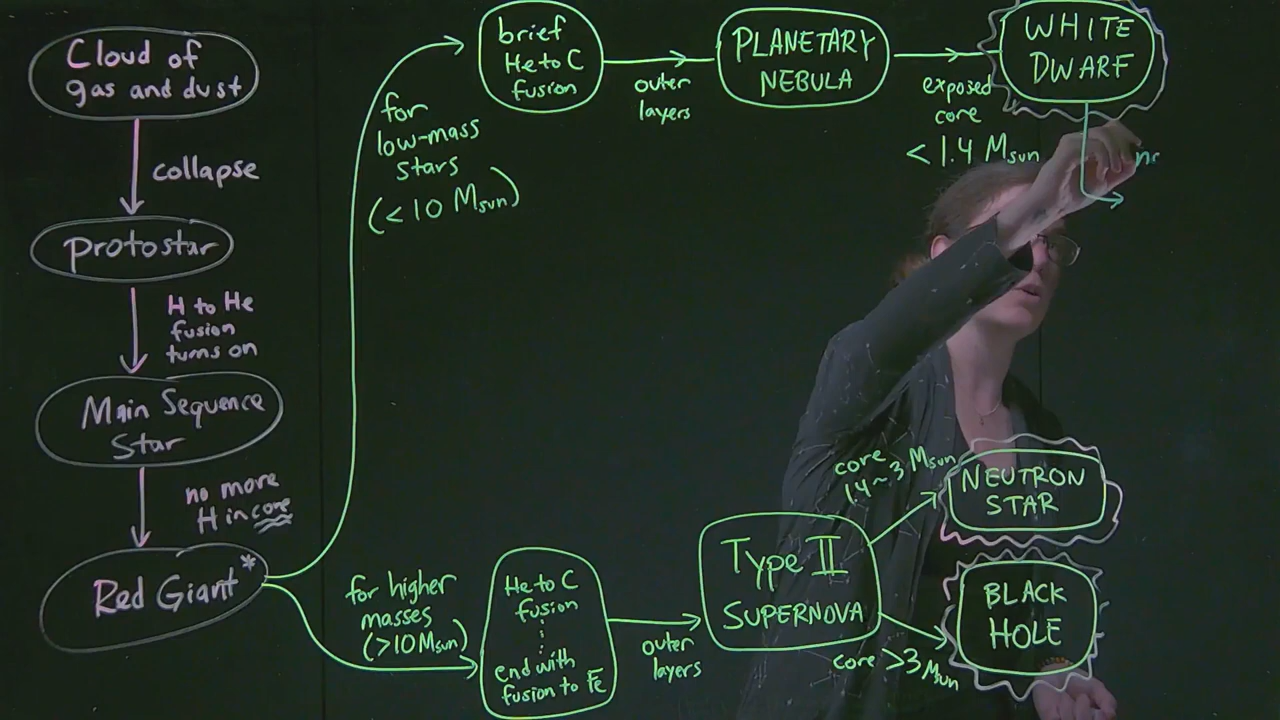 Cloud of
gas and dust
collapse
Protostar
H to He
fusion
turns on
Main Sequence
Star
no more
H in core
Red Giant*
for
low-mass
stars
(<10 Msun)
brief
He to C
fusion
outer
layers
PLANETARY
NEBULA
exposed
core
<1.4 Msun
WHITE
DWARF
for higher
masses
(>10 Msun)
He to C
fusion
end with
fusion to Fe
outer
layers
Type II
SUPERNOVA
core
1.4~3 Msun
NEUTRON
STAR
core >3 Msun
BLACK
HOLE